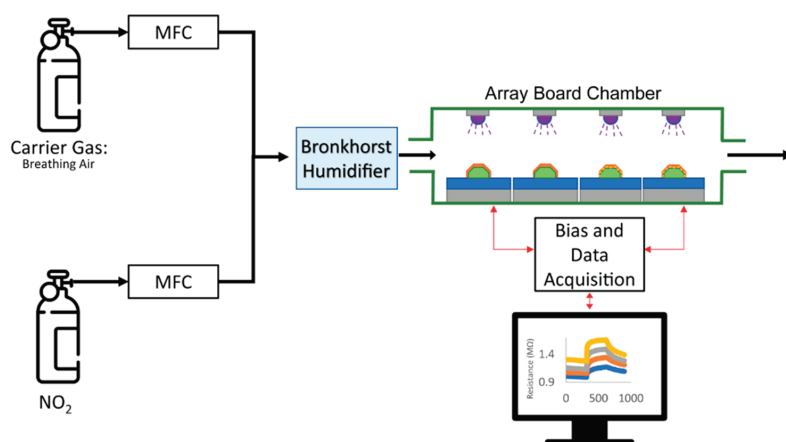 MFC
Carrier Gas:
Breathing Air
Bronkhorst
Humidifier
Array Board Chamber
MFC
NO₂
Bias and
Data
Acquisition
Resistance (MΩ)
1.4
0.9
0 500 1000